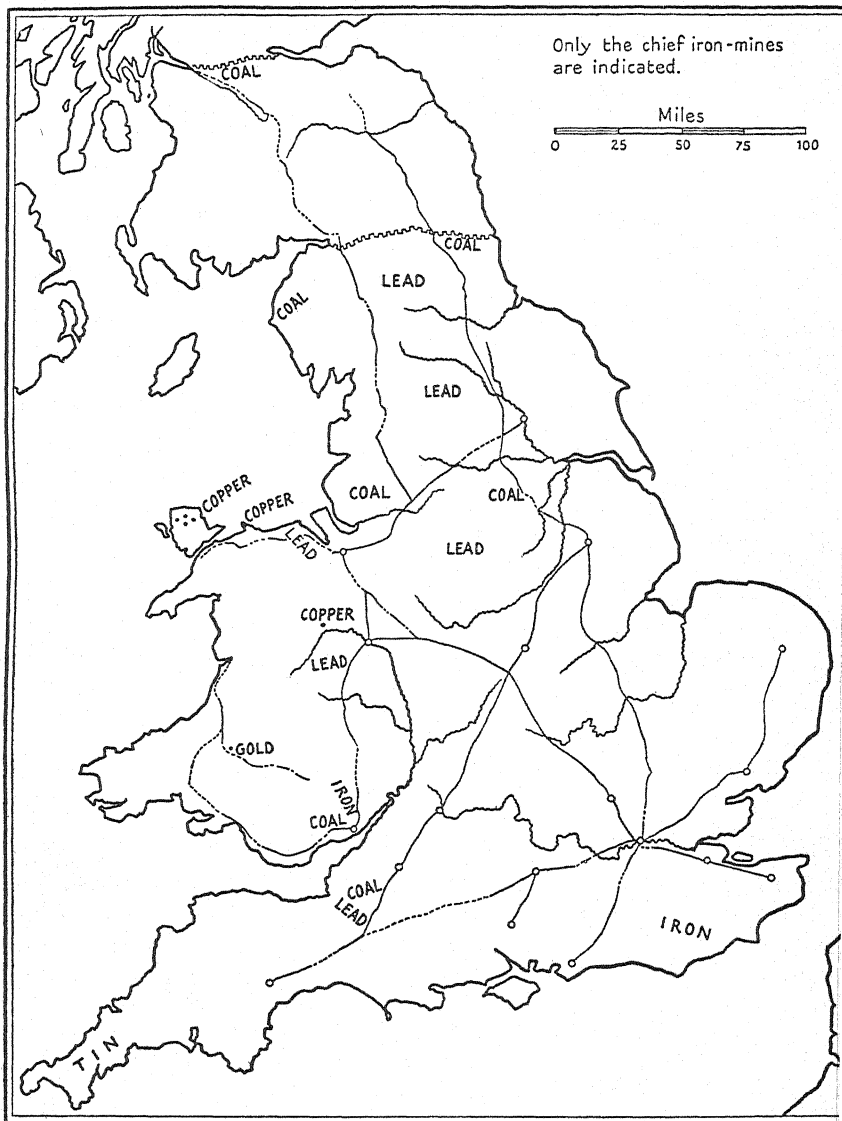 Only the chief iron-mines
are indicated.
Miles
0 25 50 75 100
COAL
COAL
LEAD
COAL
LEAD
COPPER
COPPER
LEAD
COAL
COAL
LEAD
COPPER
LEAD
GOLD
IRON
COAL
COAL
LEAD
IRON
TIN